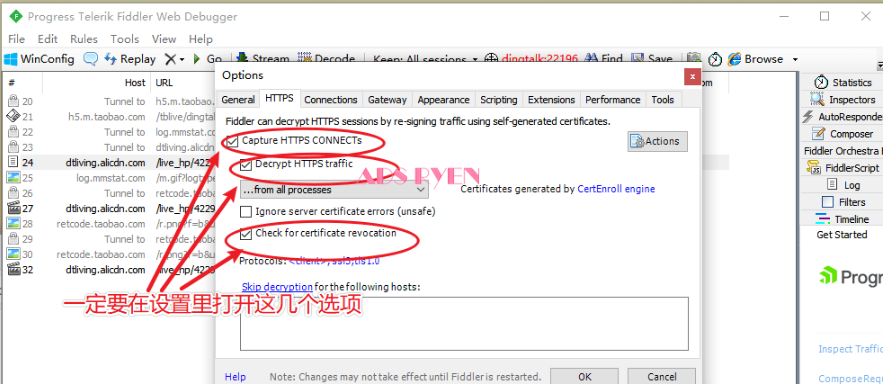 Progress Telerik Fiddler Web Debugger
File Edit Rules Tools View Help
WinConfig Replay Go Stream Decode Keep: All sessions dingtalk:22196 Find Save Browse
# Host URL
20 Tunnel to h5.m.taobao.c
21 h5.m.taobao.com /tblive/dingta
22 Tunnel to log.mmstat.co
23 Tunnel to dtliving.alicdn.
24 dtliving.alicdn.com /live_hp/4229
25 log.mmstat.com /m.gif?logtyp
26 Tunnel to retcode.taoba
27 dtliving.alicdn.com /live_hp/4229
28 retcode.taobao.com /r.png?f=b&u
29 Tunnel to retcode.taoba
30 retcode.taobao.com /r.png?f=b&u
32 dtliving.alicdn.com /live_hp/4229
Options
General HTTPS Connections Gateway Appearance Scripting Extensions Performance Tools
Fiddler can decrypt HTTPS sessions by re-signing traffic using self-generated certificates.
Capture HTTPS CONNECTs
Actions
Decrypt HTTPS traffic
ADS RYEN
...from all processes
Certificates generated by CertEnroll engine
Ignore server certificate errors (unsafe)
Check for certificate revocation
Protocols: <client>;ssl3;tls1.0
一定要在设置里打开这几个选项
Skip decryption for the following hosts:
Help Note: Changes may not take effect until Fiddler is restarted. OK Cancel
om
Statistics
Inspectors
AutoResponder
Composer
Fiddler Orchestra
FiddlerScript
Log
Filters
Timeline
Get Started
Progr
Inspect Traffic
ComposeRequ